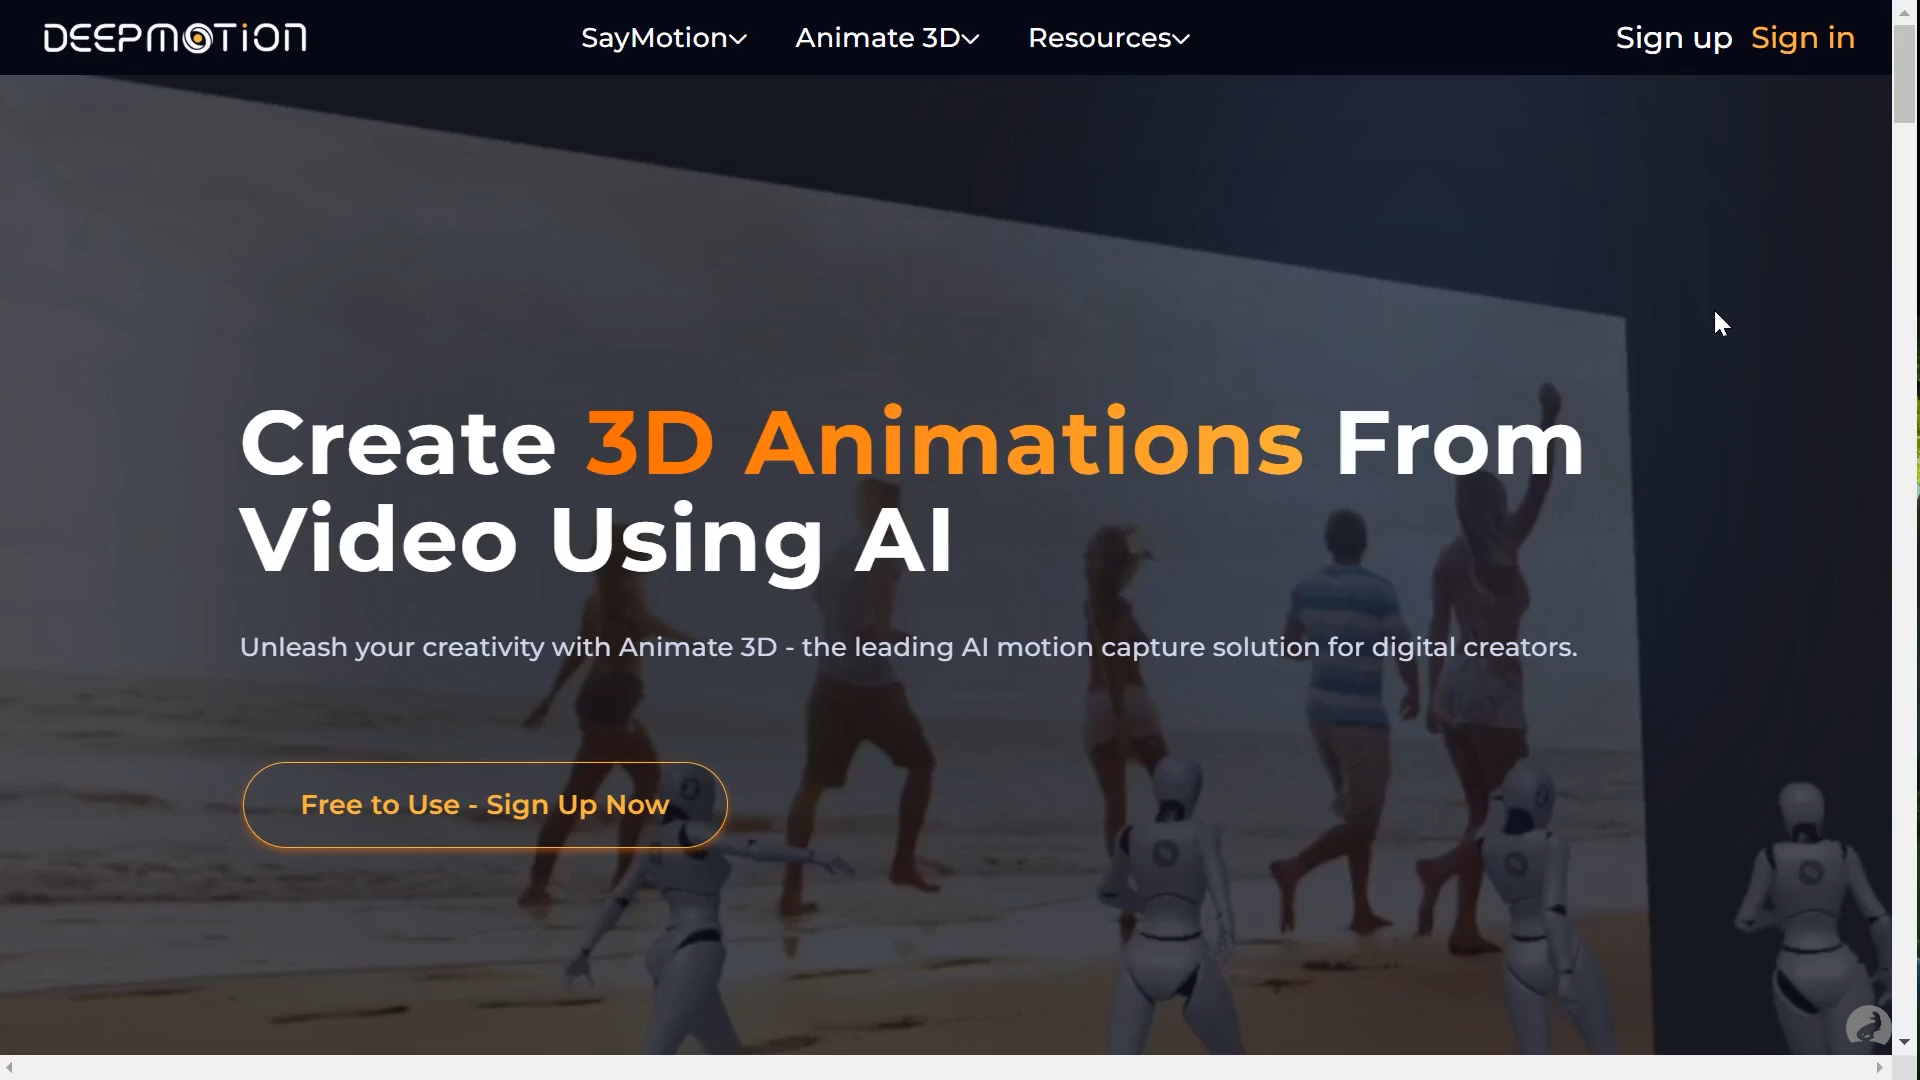 DEEPMOTION
SayMotion
Animate 3D
Resources
Sign up
Sign in
Create 3D Animations From
Video Using AI
Unleash your creativity with Animate 3D - the leading AI motion capture solution for digital creators.
Free to Use - Sign Up Now